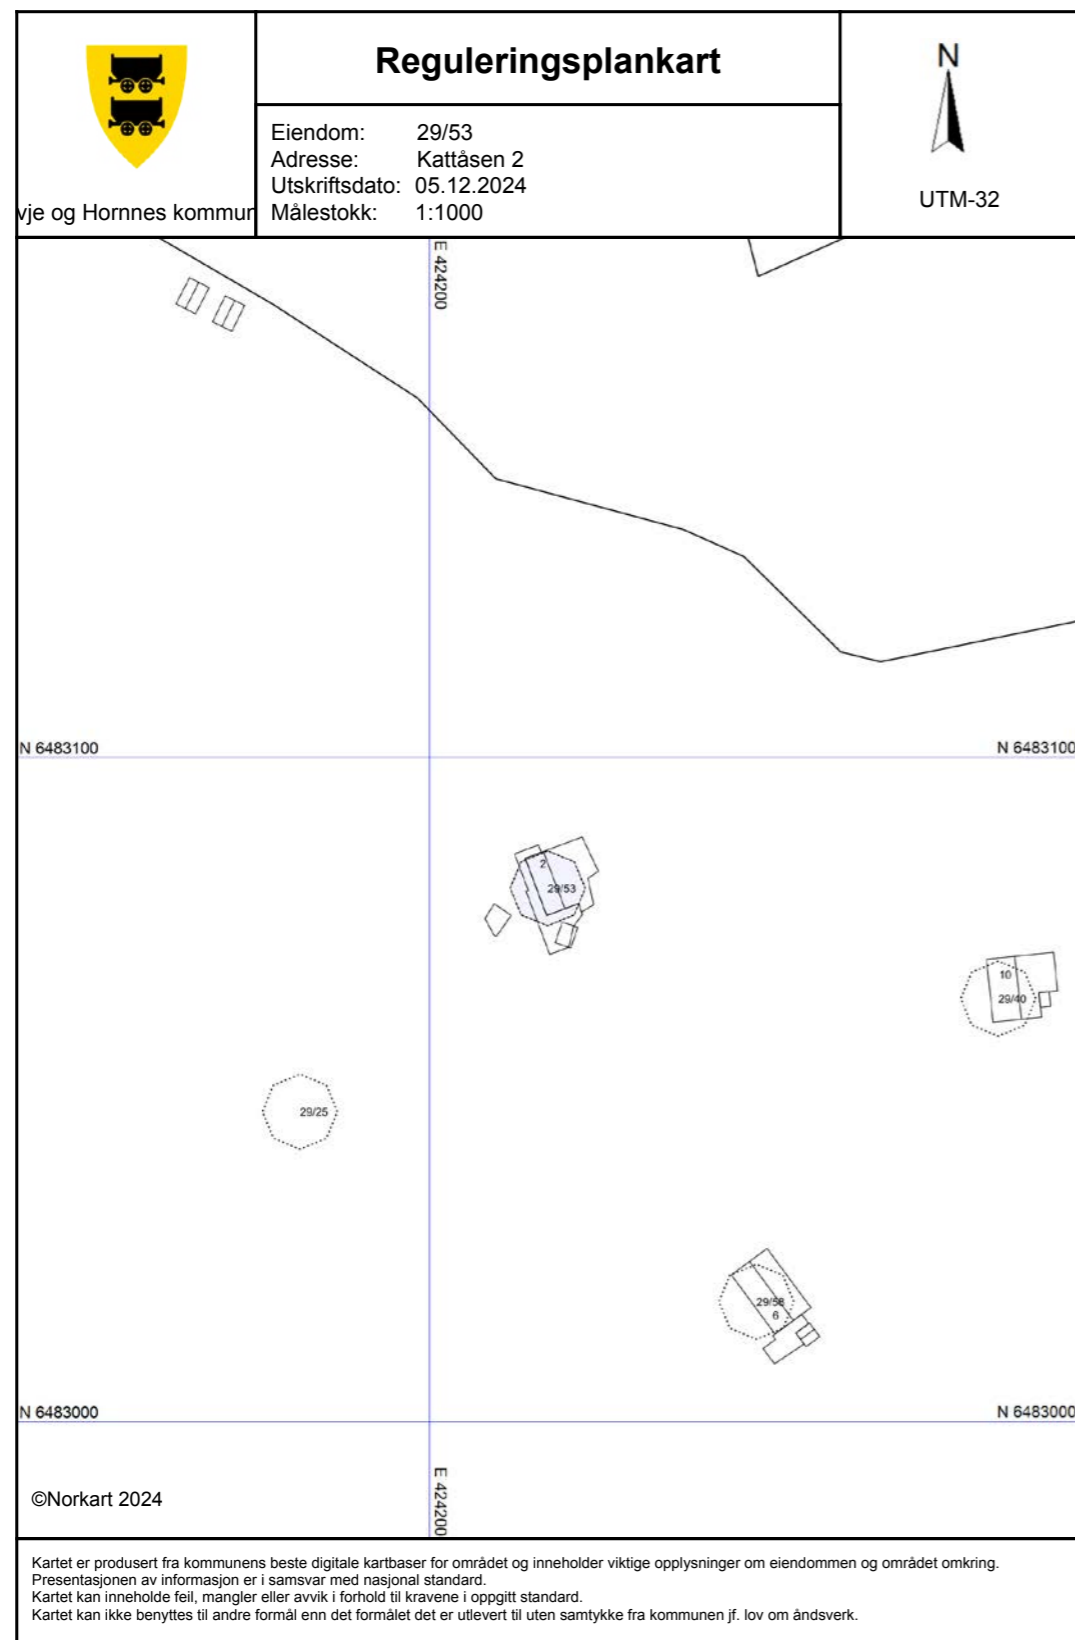 Reguleringsplankart
Eiendom: 29/53
Adresse: Kattåsen 2
Utskriftsdato: 05.12.2024
Målestokk: 1:1000
vje og Hornnes kommur
N
UTM-32
E 424200
N 6483100
N 6483100
2
29/53
10
29/40
29/25
29/58
6
N 6483000
N 6483000
E 424200
©Norkart 2024
Kartet er produsert fra kommunens beste digitale kartbaser for området og inneholder viktige opplysninger om eiendommen og området omkring.
Presentasjonen av informasjon er i samsvar med nasjonal standard.
Kartet kan inneholde feil, mangler eller avvik i forhold til kravene i oppgitt standard.
Kartet kan ikke benyttes til andre formål enn det formålet det er utlevert til uten samtykke fra kommunen jf. lov om åndsverk.